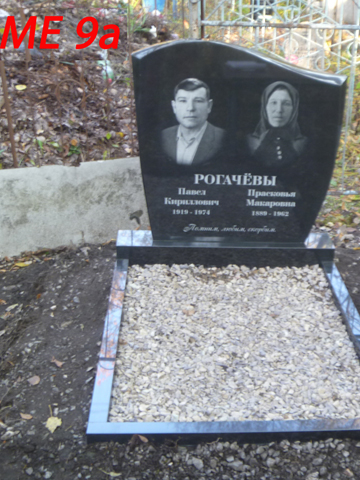 МЕ 9а
РОГАЧЁВЫ
Павел Прасковья
Кириллович Макаровна
1919 - 1974 1899 - 1962
Помним, любим, скорбим.